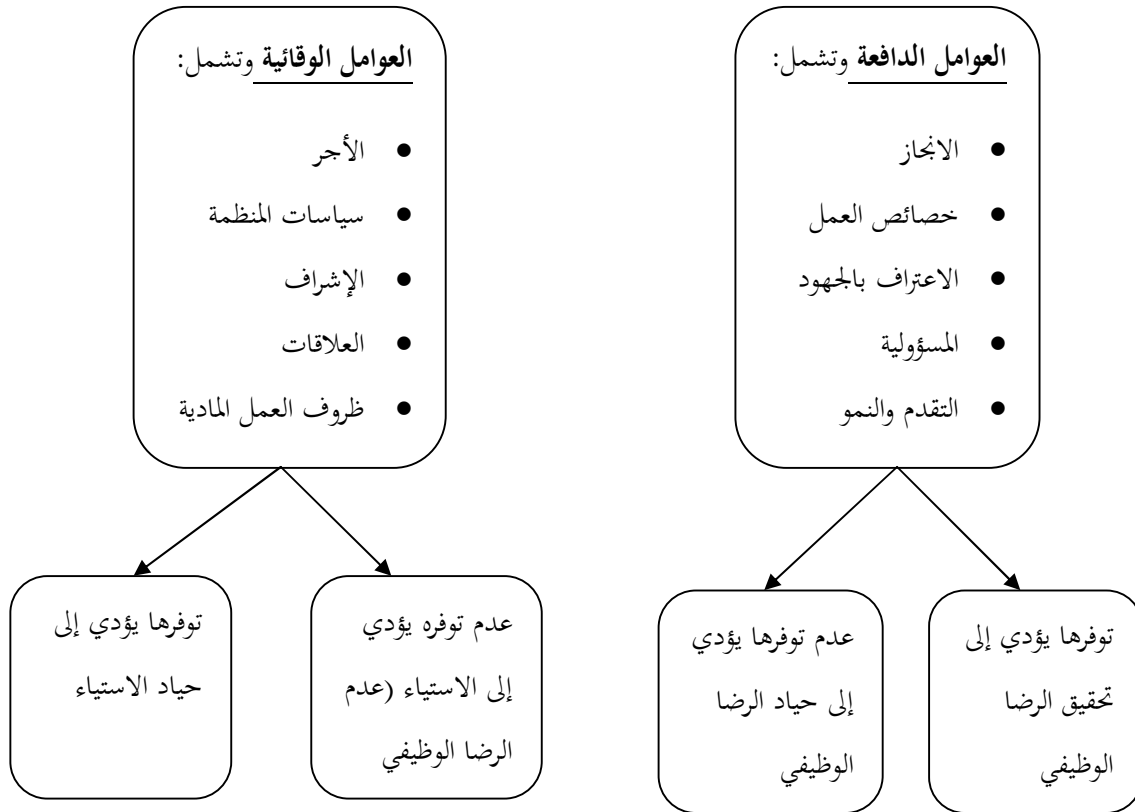 العوامل الدافعة وتشمل:
● الانجاز
● خصائص العمل
● الاعتراف بالجهود
● المسؤولية
● التقدم والنمو
العوامل الوقائية وتشمل:
● الأجر
● سياسات المنظمة
● الإشراف
● العلاقات
● ظروف العمل المادية
توفرها يؤدي إلى
تحقيق الرضا
الوظيفي
عدم توفرها يؤدي
إلى حياد الرضا
الوظيفي
عدم توفره يؤدي
إلى الاستياء (عدم
الرضا الوظيفي
توفرها يؤدي إلى
حياد الاستياء